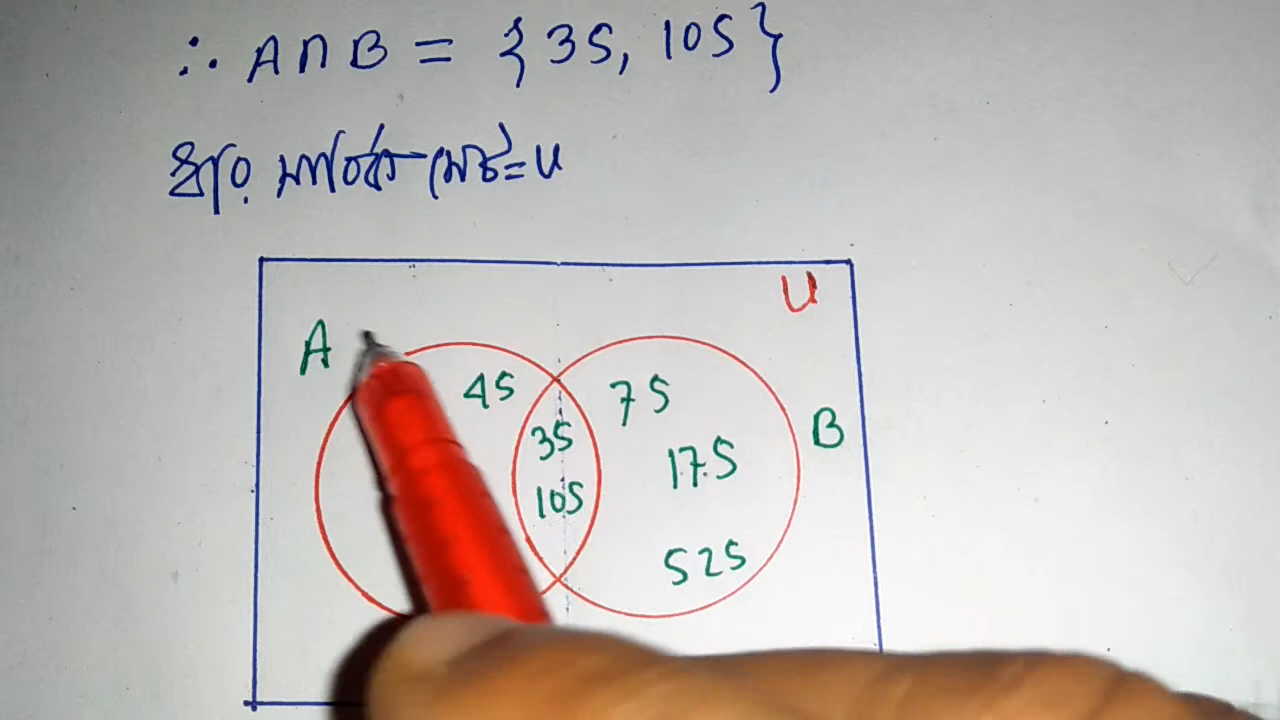 ∴ A∩B = {35, 105}
ধরি, সার্বিক সেট = U
U
A
45
75
35
B
175
105
525